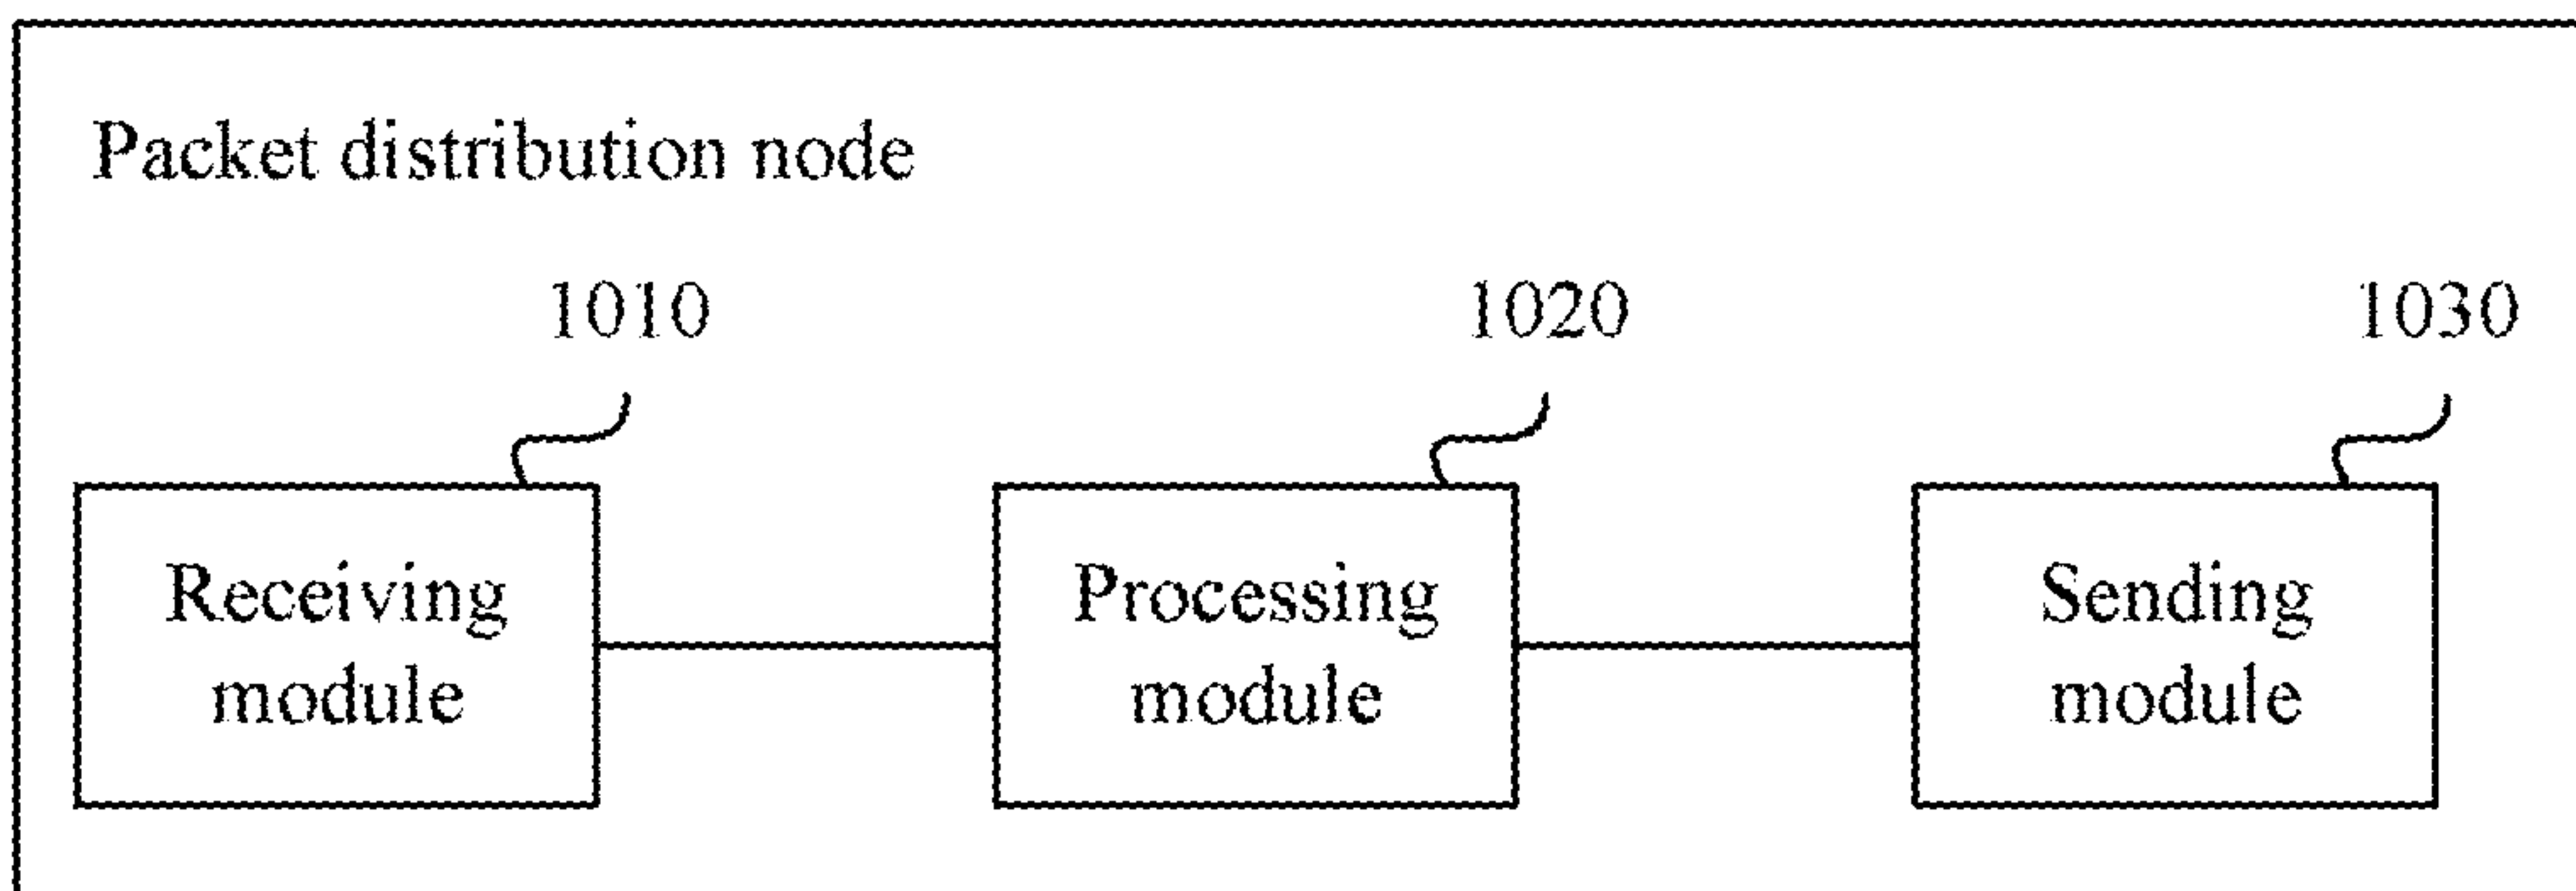 Packet distribution node
1010
1020
1030
Receiving
module
Processing
module
Sending
module